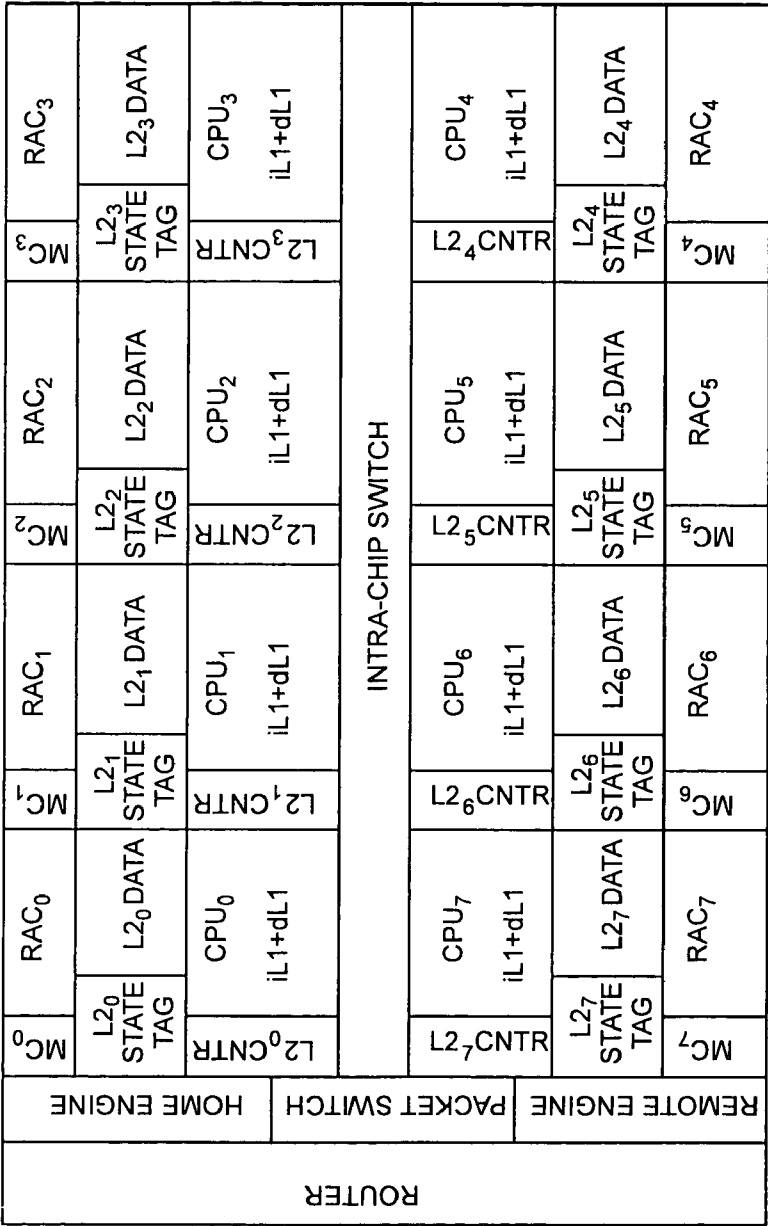 MC₀
RAC₀
MC₁
RAC₁
MC₂
RAC₂
MC₃
RAC₃
L2₀
STATE
TAG
L2₀ DATA
L2₁
STATE
TAG
L2₁ DATA
L2₂
STATE
TAG
L2₂ DATA
L2₃
STATE
TAG
L2₃ DATA
L2₀CNTR
CPU₀
iL1+dL1
L2₁CNTR
CPU₁
iL1+dL1
L2₂CNTR
CPU₂
iL1+dL1
L2₃CNTR
CPU₃
iL1+dL1
INTRA-CHIP SWITCH
L2₇CNTR
CPU₇
iL1+dL1
L2₆CNTR
CPU₆
iL1+dL1
L2₅CNTR
CPU₅
iL1+dL1
L2₄CNTR
CPU₄
iL1+dL1
L2₇
STATE
TAG
L2₇ DATA
L2₆
STATE
TAG
L2₆ DATA
L2₅
STATE
TAG
L2₅ DATA
L2₄
STATE
TAG
L2₄ DATA
MC₇
RAC₇
MC₆
RAC₆
MC₅
RAC₅
MC₄
RAC₄
HOME ENGINE
PACKET SWITCH
REMOTE ENGINE
ROUTER